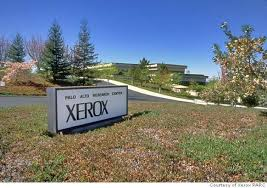 PALO ALTO RESEARCH CENTER
XEROX
Courtesy of Xerox PARC